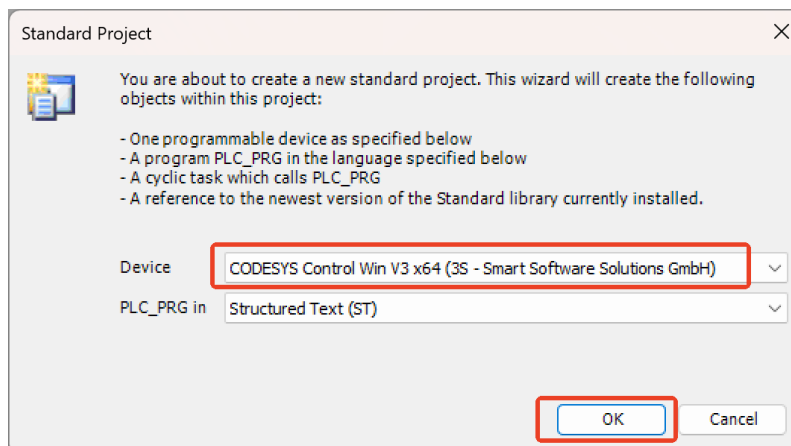 Standard Project
You are about to create a new standard project. This wizard will create the following
objects within this project:
- One programmable device as specified below
- A program PLC_PRG in the language specified below
- A cyclic task which calls PLC_PRG
- A reference to the newest version of the Standard library currently installed.
Device CODESYS Control Win V3 x64 (3S - Smart Software Solutions GmbH)
PLC_PRG in Structured Text (ST)
OK Cancel